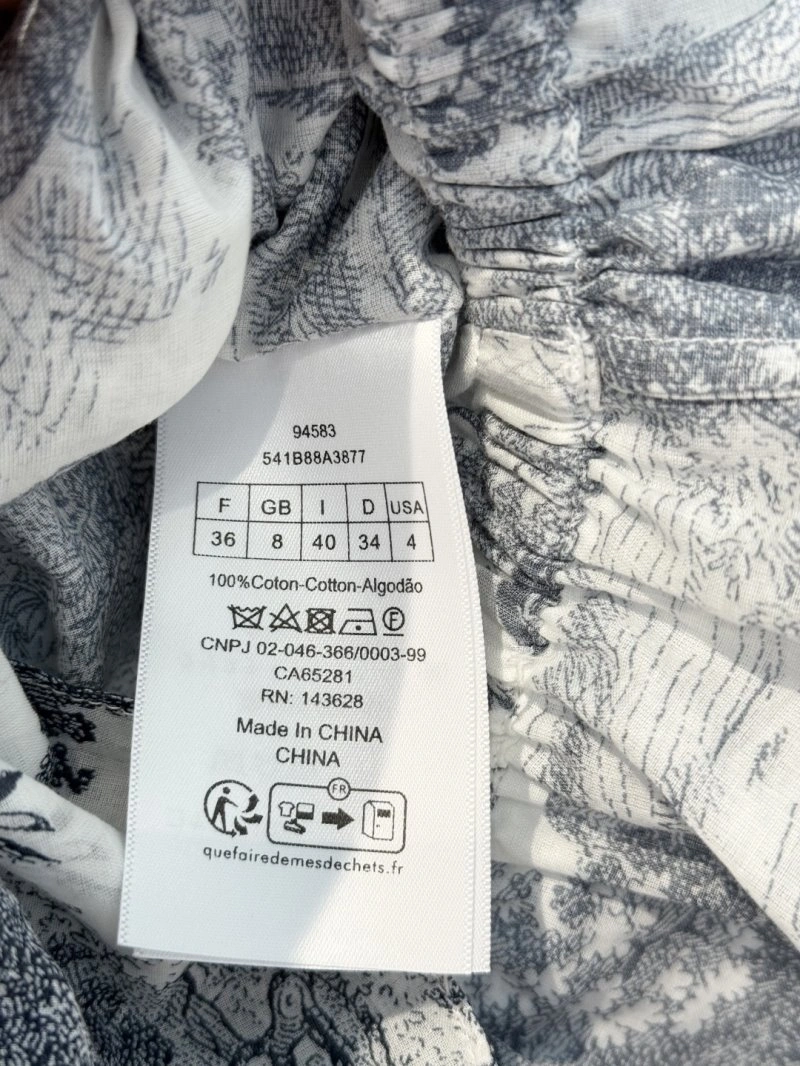 94583
541B88A3877
F GB I D USA
36 8 40 34 4
100%Coton-Cotton-Algodão
F
CNPJ 02-046-366/0003-99
CA65281
RN: 143628
Made In CHINA
CHINA
FR
quefairedemesdechets.fr